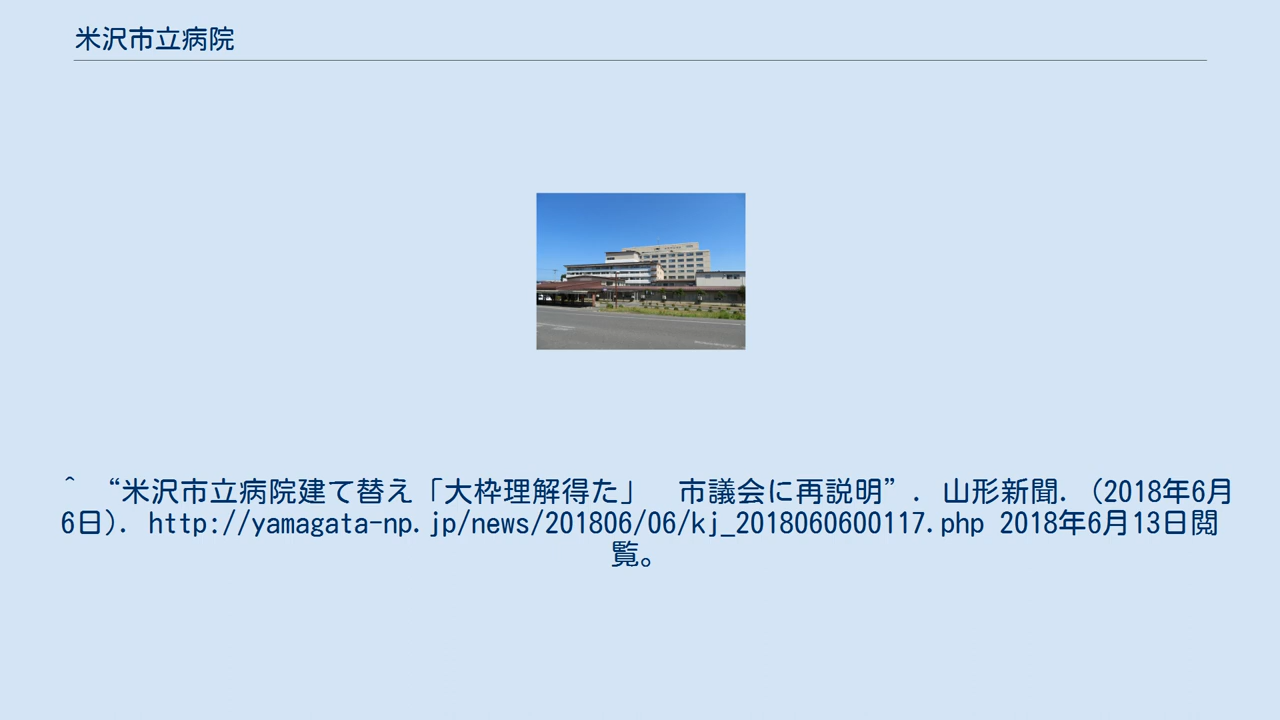 米沢市立病院
^ “米沢市立病院建て替え「大枠理解得た」　市議会に再説明”. 山形新聞. (2018年6月
6日). http://yamagata-np.jp/news/201806/06/kj_2018060600117.php 2018年6月13日閲
覧。